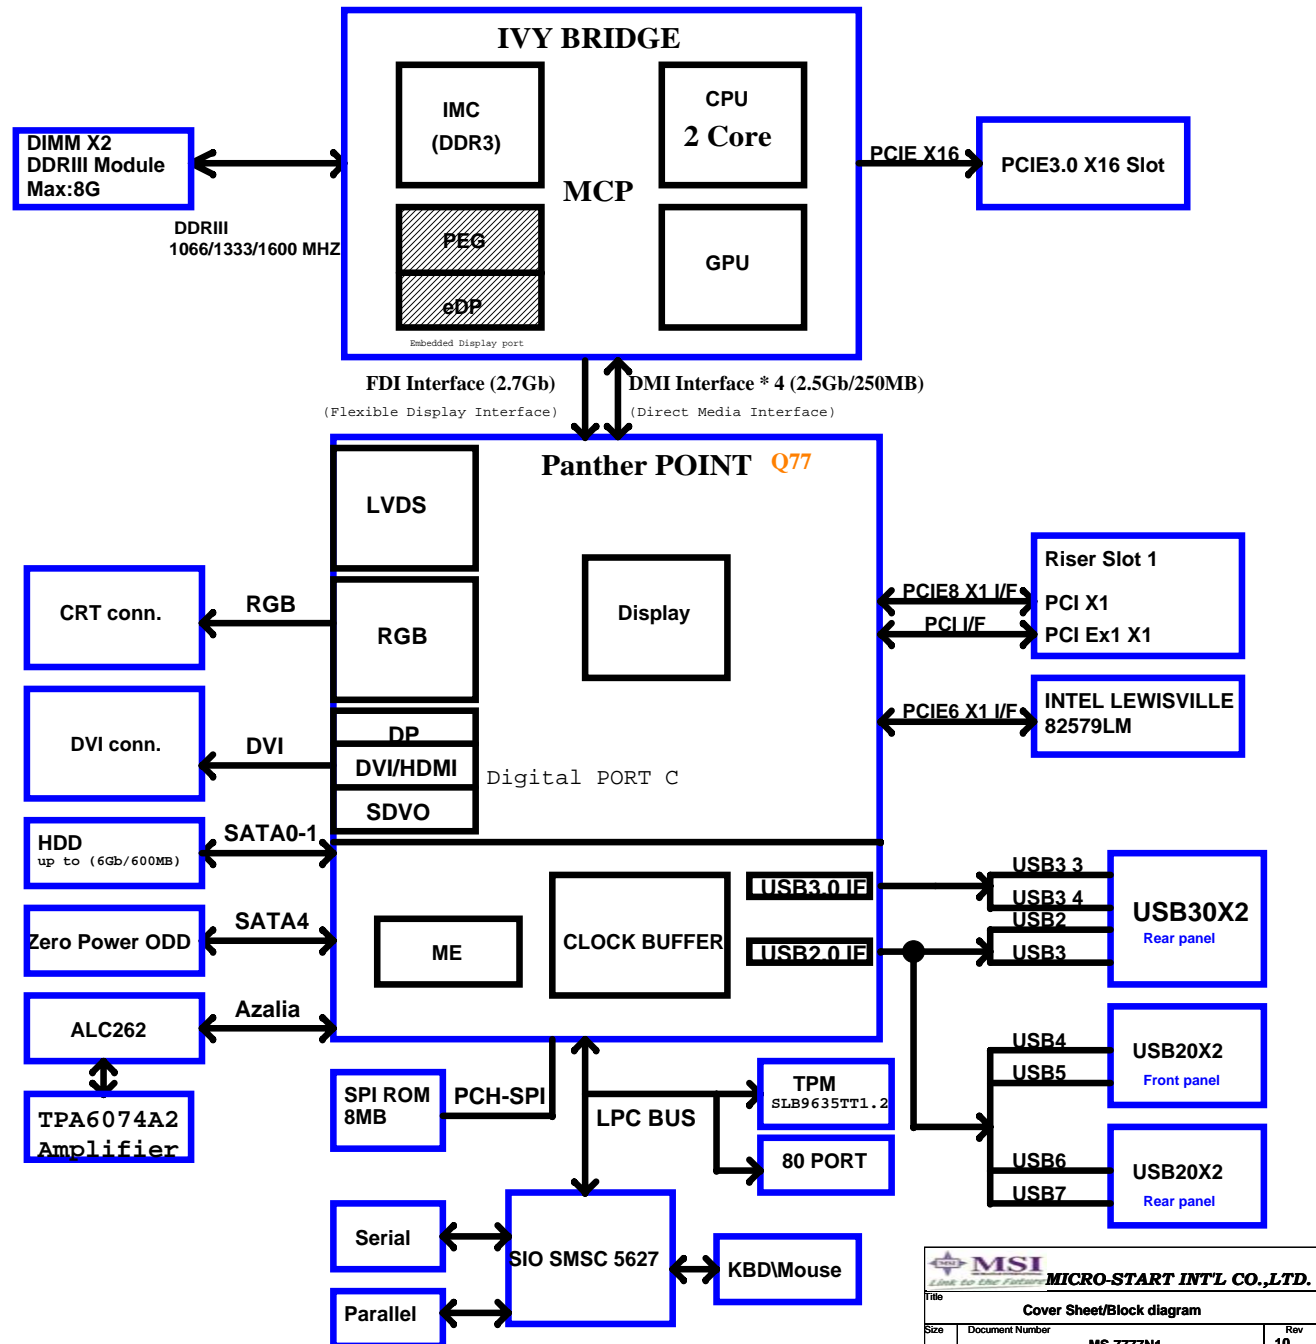 IVY BRIDGE
IMC
(DDR3)
CPU
2 Core
MCP
PEG
eDP
Embedded Display port
GPU
DIMM X2
DDRIII Module
Max:8G
DDRIII
1066/1333/1600 MHZ
PCIE X16
PCIE3.0 X16 Slot
FDI Interface (2.7Gb)
(Flexible Display Interface)
DMI Interface * 4 (2.5Gb/250MB)
(Direct Media Interface)
Panther POINT Q77
LVDS
RGB
Display
DP
DVI/HDMI
SDVO
Digital PORT C
CRT conn.
RGB
DVI conn.
DVI
HDD
up to (6Gb/600MB)
SATA0-1
Zero Power ODD
SATA4
ALC262
Azalia
TPA6074A2
Amplifier
PCIE8 X1 I/F
PCI I/F
Riser Slot 1
PCI X1
PCI Ex1 X1
PCIE6 X1 I/F
INTEL LEWISVILLE
82579LM
ME
CLOCK BUFFER
USB3.0 IF
USB2.0 IF
USB3 3
USB3 4
USB2
USB3
USB30X2
Rear panel
USB4
USB5
USB20X2
Front panel
USB6
USB7
USB20X2
Rear panel
SPI ROM
8MB
PCH-SPI
LPC BUS
TPM
SLB9635TT1.2
80 PORT
Serial
Parallel
SIO SMSC 5627
KBD\Mouse
MSI
Link to the Future
MICRO-START INT'L CO.,LTD.
Title
Cover Sheet/Block diagram
Size
Document Number
Rev
MS-7777N1
10